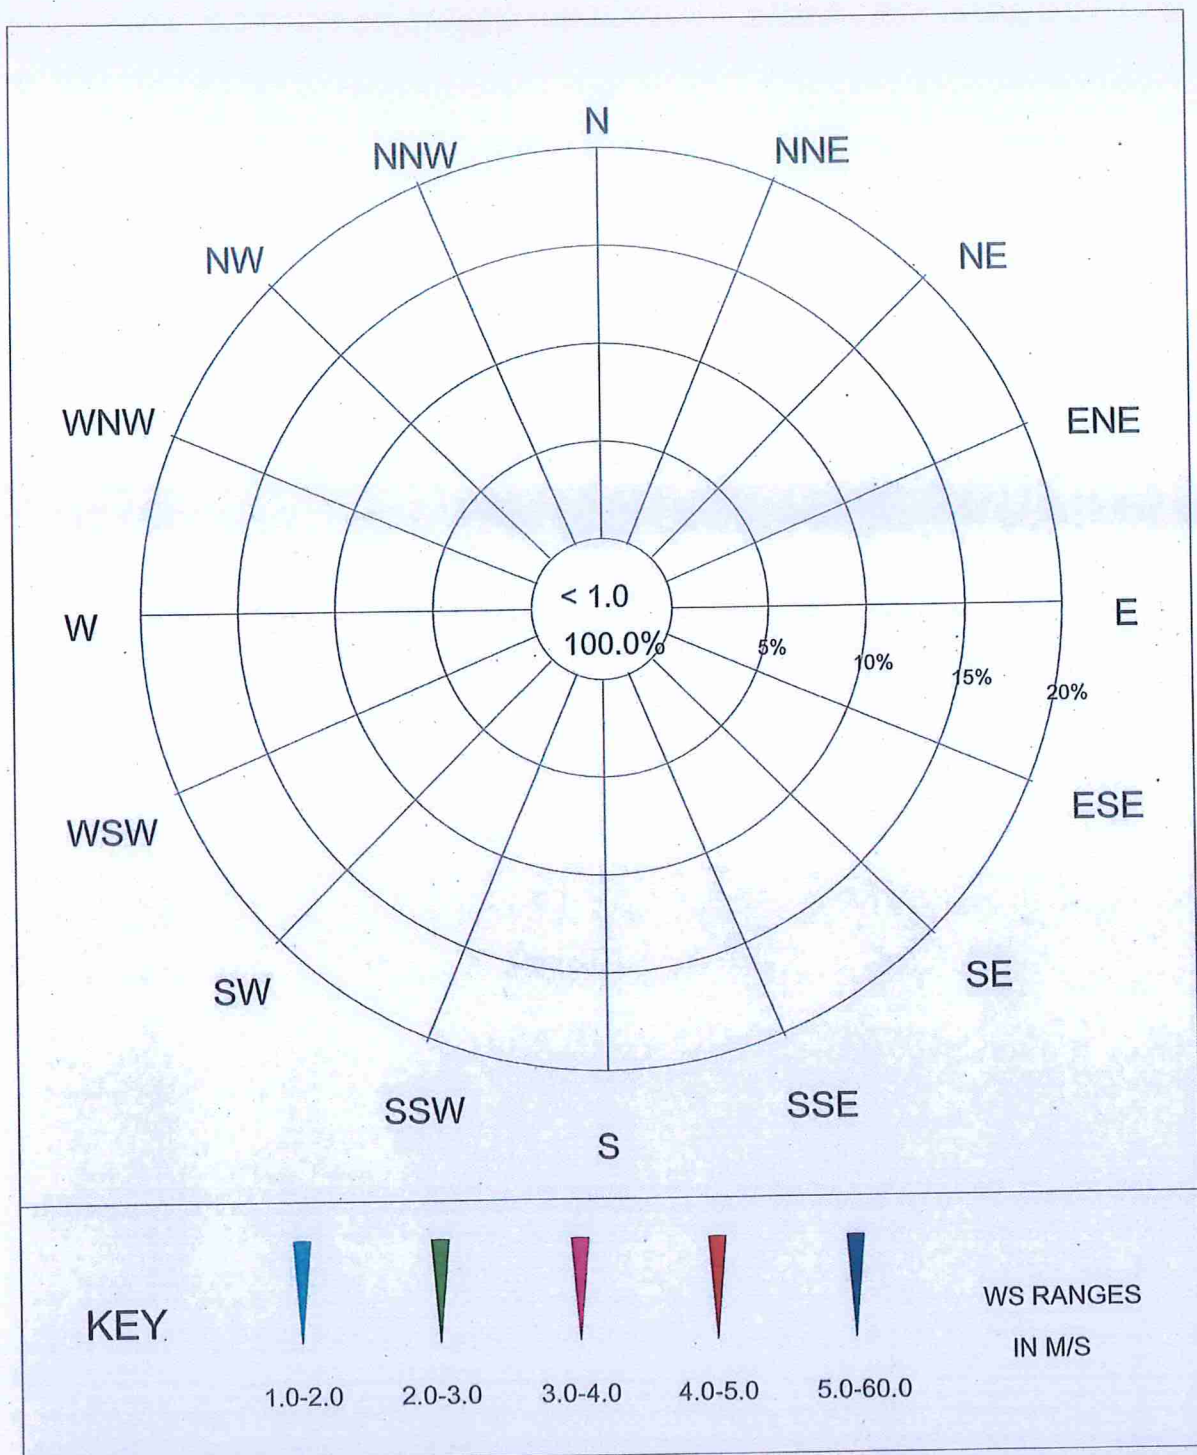 N
NNW
NNE
NW
NE
WNW
ENE
< 1.0
100.0%
W
E
5%
10%
15%
20%
WSW
ESE
SW
SE
SSW
SSE
S
KEY
WS RANGES
IN M/S
1.0-2.0
2.0-3.0
3.0-4.0
4.0-5.0
5.0-60.0